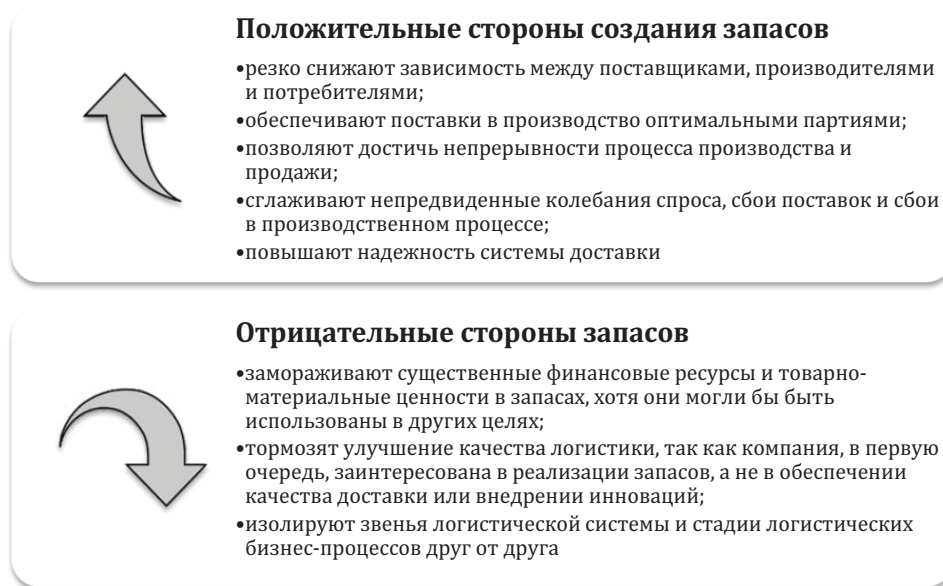 Положительные стороны создания запасов
•резко снижают зависимость между поставщиками, производителями
и потребителями;
•обеспечивают поставки в производство оптимальными партиями;
•позволяют достичь непрерывности процесса производства и
продажи;
•сглаживают непредвиденные колебания спроса, сбои поставок и сбои
в производственном процессе;
•повышают надежность системы доставки
Отрицательные стороны запасов
•замораживают существенные финансовые ресурсы и товарно-
материальные ценности в запасах, хотя они могли бы быть
использованы в других целях;
•тормозят улучшение качества логистики, так как компания, в первую
очередь, заинтересована в реализации запасов, а не в обеспечении
качества доставки или внедрении инноваций;
•изолируют звенья логистической системы и стадии логистических
бизнес-процессов друг от друга